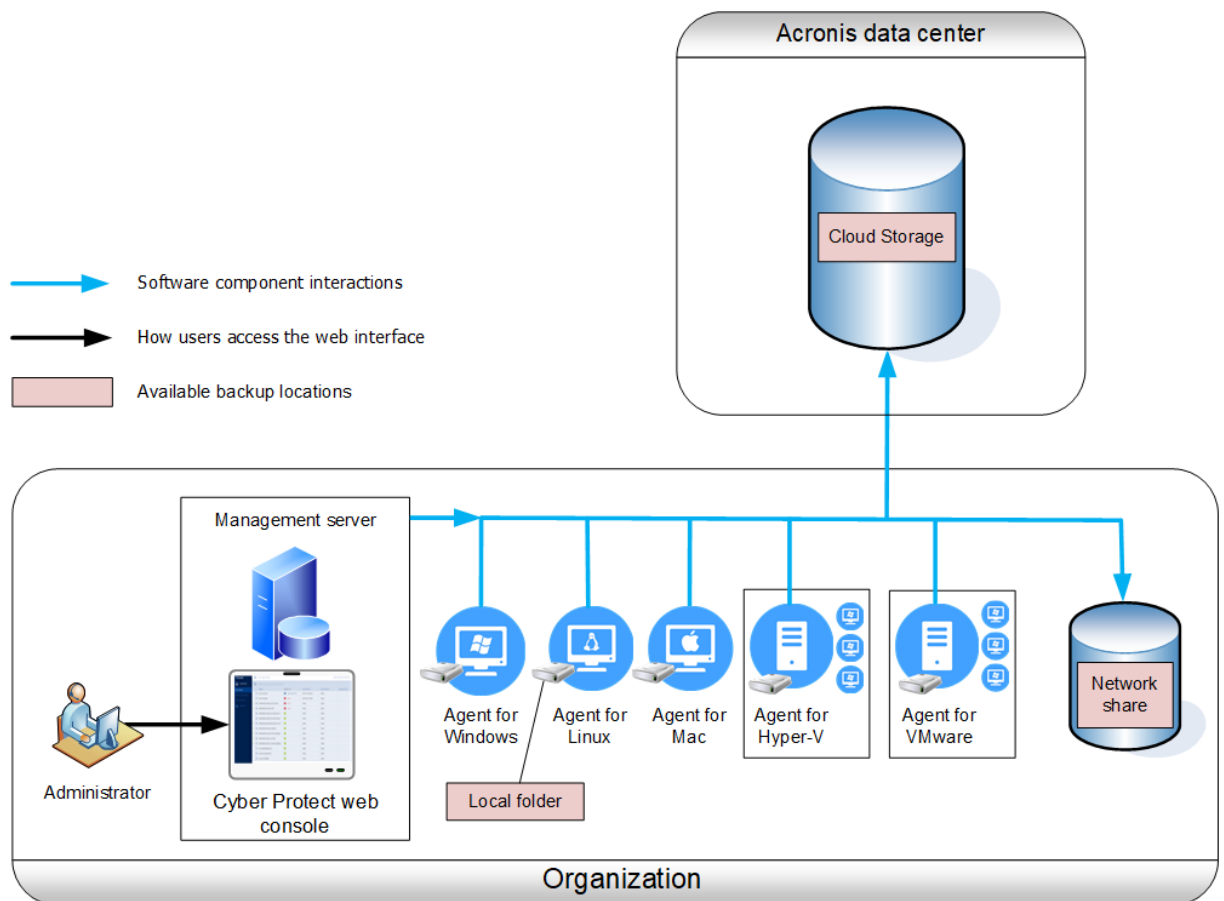 Acronis data center
Cloud Storage
Software component interactions
How users access the web interface
Available backup locations
Management server
Administrator
Cyber Protect web
console
Agent for
Windows
Agent for
Linux
Agent for
Mac
Agent for
Hyper-V
Agent for
VMware
Network
share
Local folder
Organization